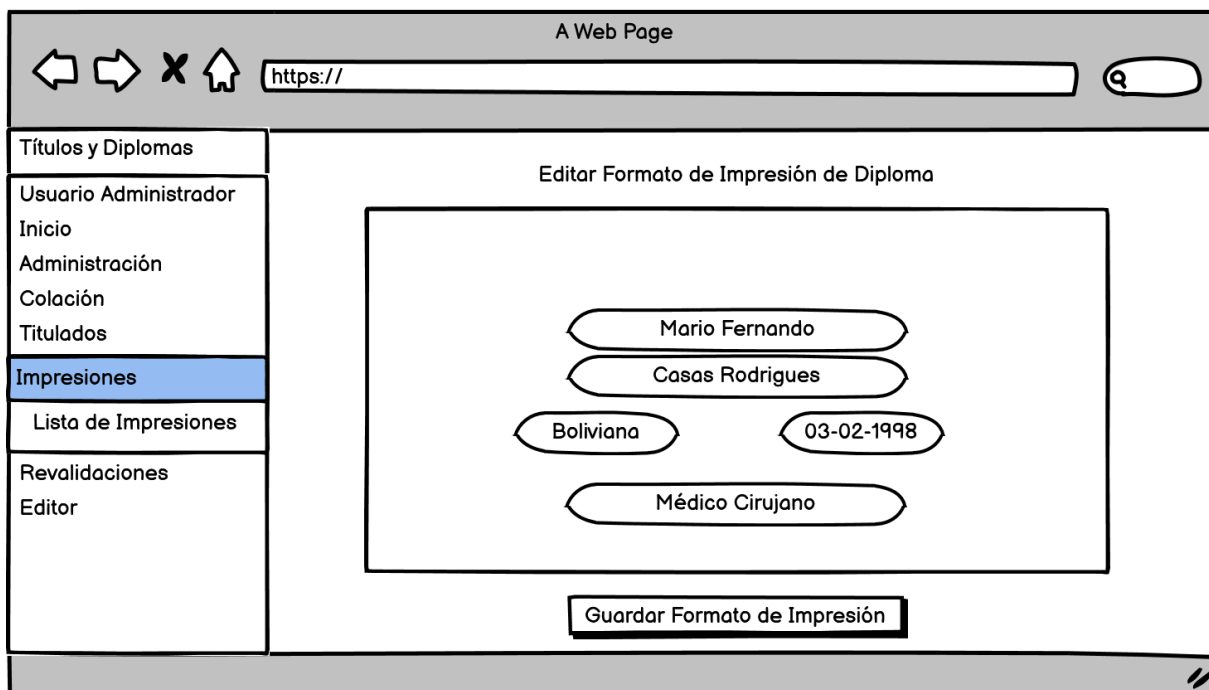 A Web Page
https://
Títulos y Diplomas
Usuario Administrador
Inicio
Administración
Colación
Titulados
Impresiones
Lista de Impresiones
Revalidaciones
Editor
Editar Formato de Impresión de Diploma
Mario Fernando
Casas Rodrigues
Boliviana 03-02-1998
Médico Cirujano
Guardar Formato de Impresión